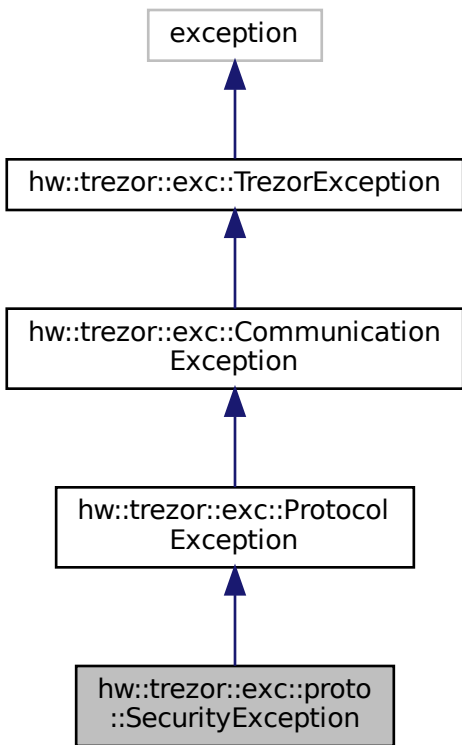 exception
hw::trezor::exc::TrezorException
hw::trezor::exc::Communication
Exception
hw::trezor::exc::Protocol
Exception
hw::trezor::exc::proto
::SecurityException